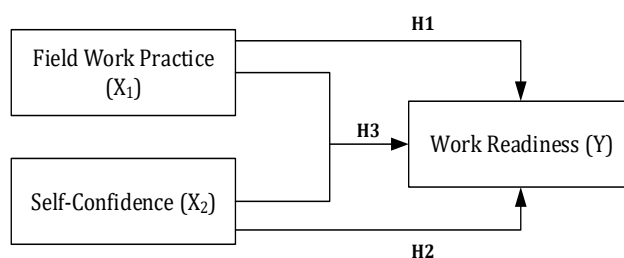 H1
Field Work Practice
(X₁)
H3
Work Readiness (Y)
Self-Confidence (X₂)
H2